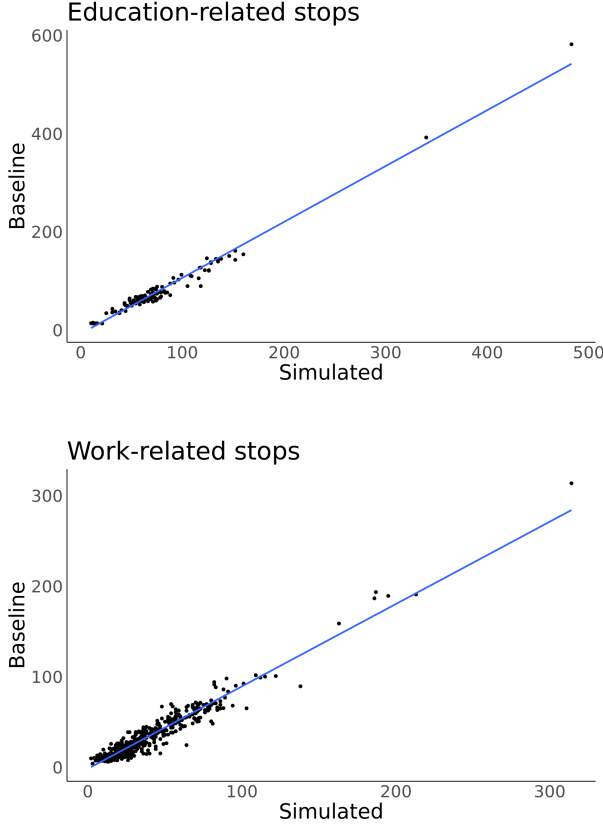 Education-related stops
600
400
200
0
Baseline
0 100 200 300 400 500
Simulated
Work-related stops
300
200
100
0
Baseline
0 100 200 300
Simulated